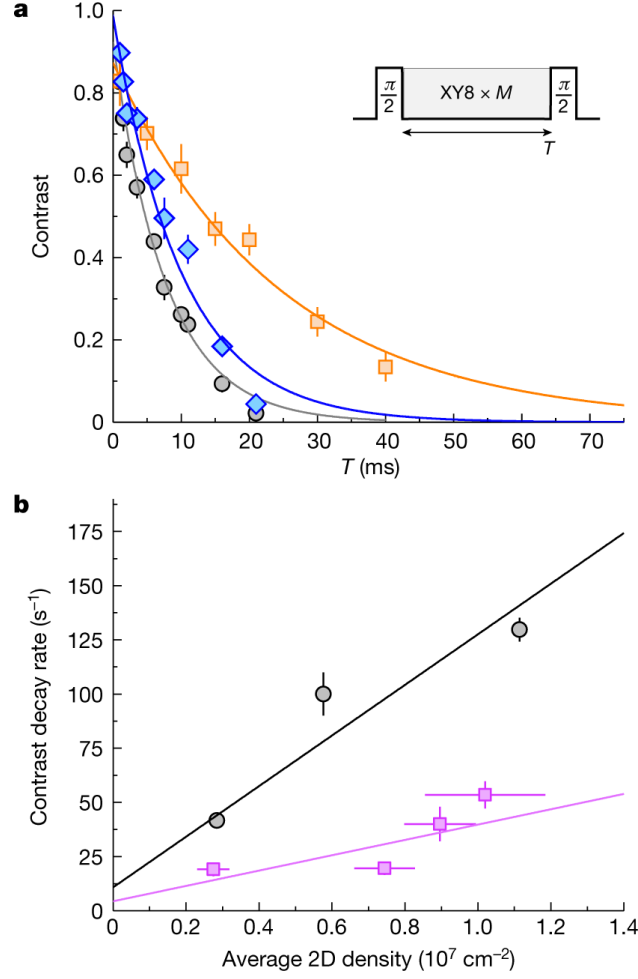 a
1.0
0.8
0.6
0.4
0.2
0
Contrast
π/2
XY8 × M
π/2
T
0 10 20 30 40 50 60 70
T (ms)
b
175
150
125
100
75
50
25
0
Contrast decay rate (s⁻¹)
0 0.2 0.4 0.6 0.8 1.0 1.2 1.4
Average 2D density (10⁷ cm⁻²)